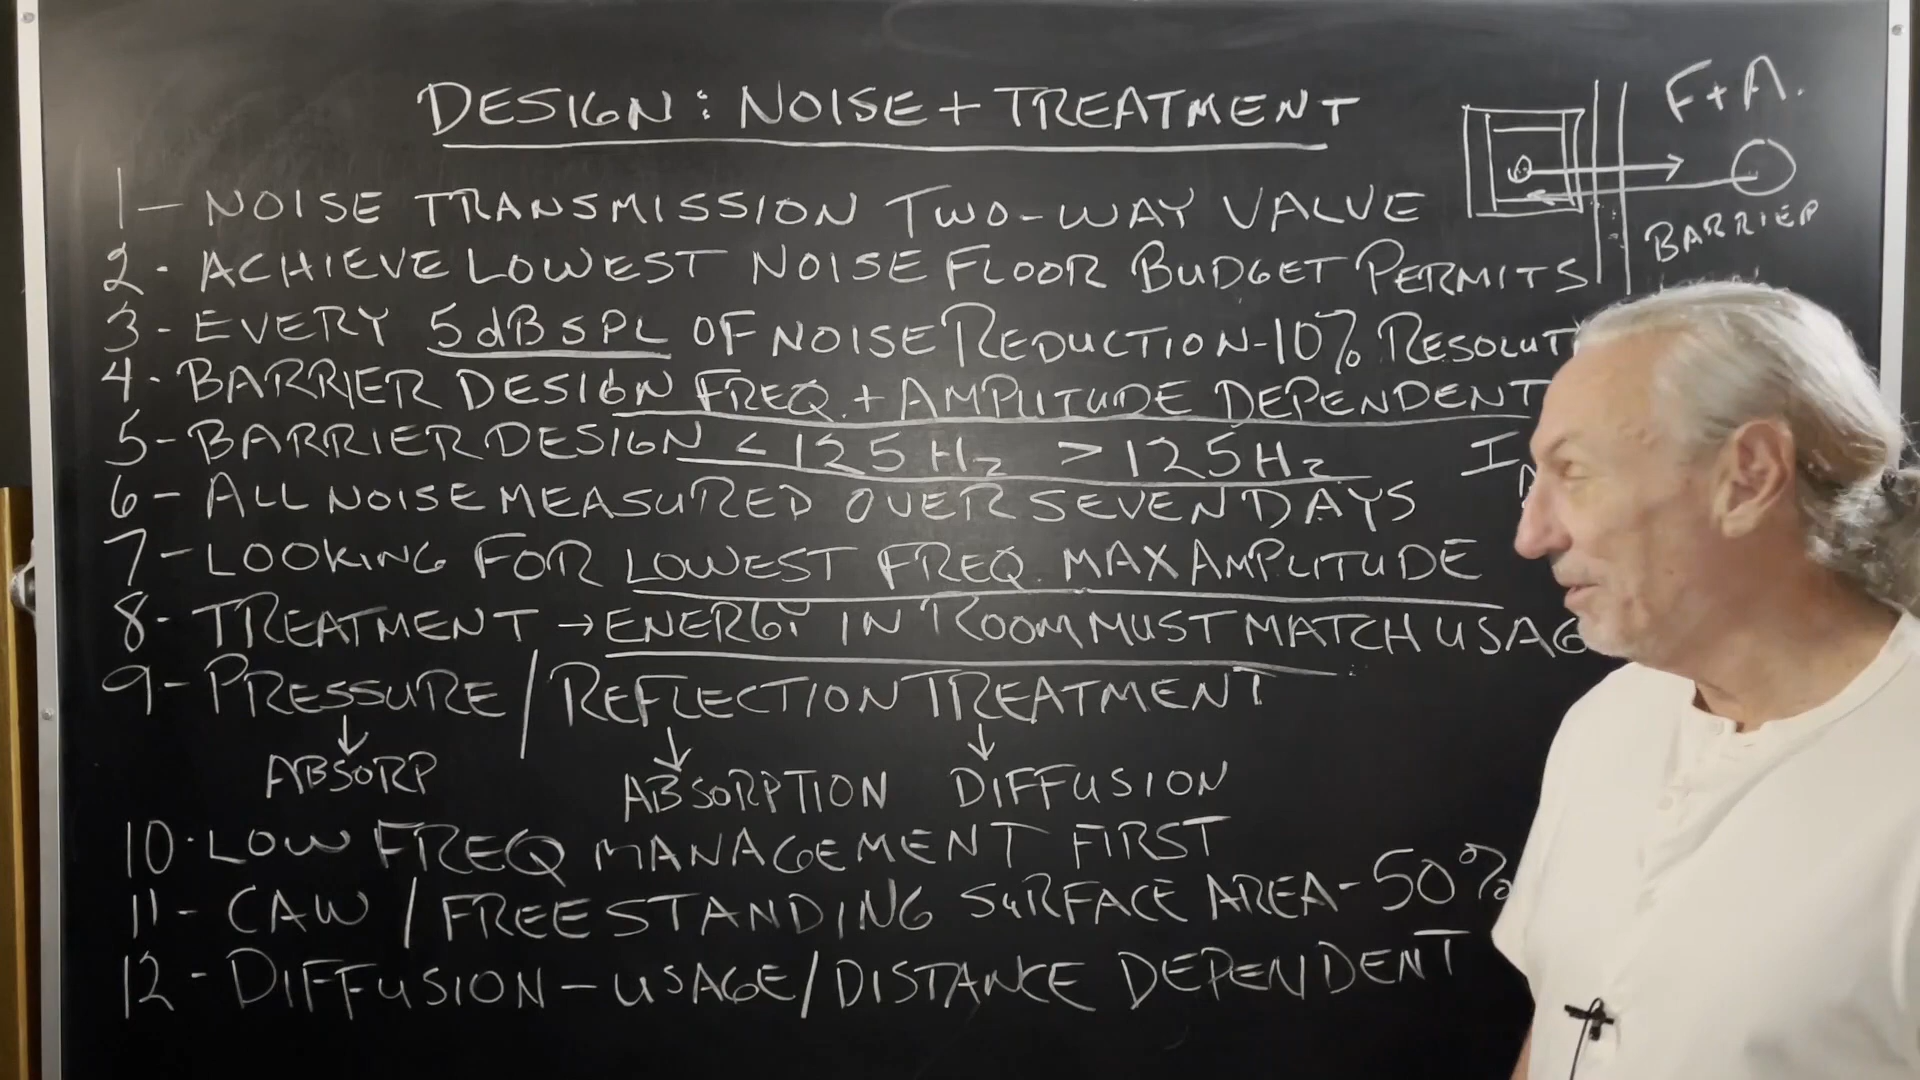 DESIGN: NOISE + TREATMENT
F + A.
BARRIER
1 - NOISE TRANSMISSION TWO-WAY VALVE
2 - ACHIEVE LOWEST NOISE FLOOR BUDGET PERMITS
3 - EVERY 5dB SPL OF NOISE REDUCTION - 10% RESOLUT
4 - BARRIER DESIGN FREQ. + AMPLITUDE DEPENDENT
5 - BARRIER DESIGN < 125 Hz > 125 Hz
6 - ALL NOISE MEASURED OVER SEVEN DAYS
7 - LOOKING FOR LOWEST FREQ. MAX AMPLITUDE
8 - TREATMENT → ENERGY IN ROOM MUST MATCH USAG
9 - PRESSURE / REFLECTION TREATMENT
↓ ↓ ↓
ABSORP ABSORPTION DIFFUSION
10 · LOW FREQ MANAGEMENT FIRST
11 - CAW / FREESTANDING SURFACE AREA - 50%
12 - DIFFUSION - USAGE / DISTANCE DEPENDENT